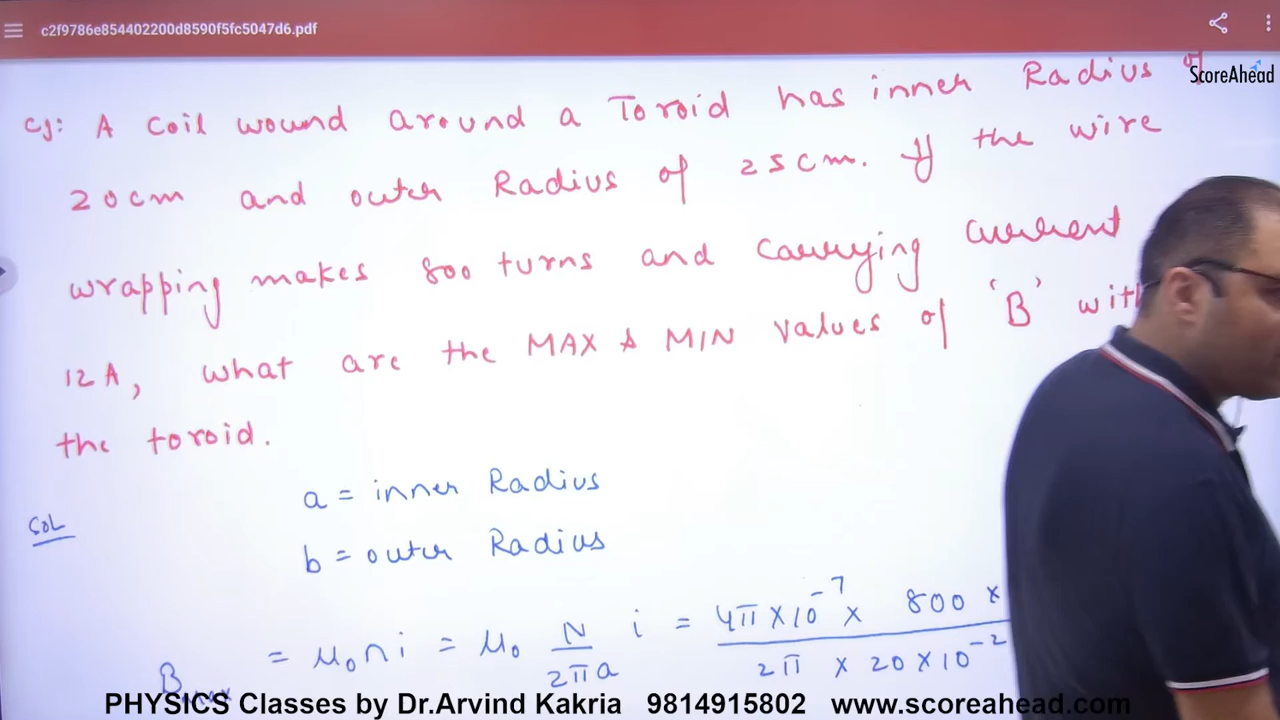 c2f9786e854402200d8590f5fc5047d6.pdf
ScoreAhead
eg: A coil wound around a Toroid has inner Radius of
20cm and outer Radius of 25cm. If the wire
wrapping makes 800 turns and carrying current
12A, what are the MAX & MIN values of 'B' with
the toroid.
Sol
a = inner Radius
b = outer Radius
B max = μ₀ni = μ₀ N/2πa i = 4π×10⁻⁷ × 800 × / 2π × 20×10⁻²
PHYSICS Classes by Dr.Arvind Kakria 9814915802 www.scoreahead.com